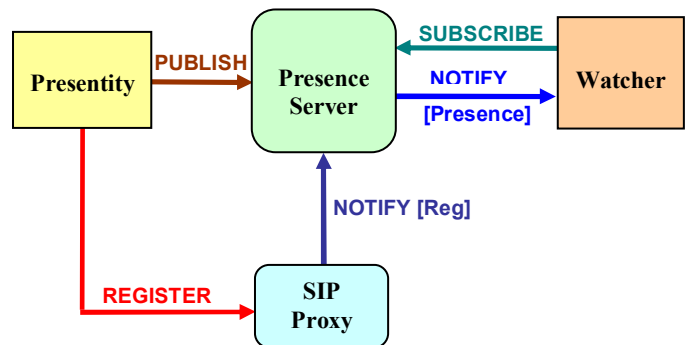 SUBSCRIBE
PUBLISH
Presentity
Presence
Server
NOTIFY
[Presence]
Watcher
NOTIFY [Reg]
REGISTER
SIP
Proxy